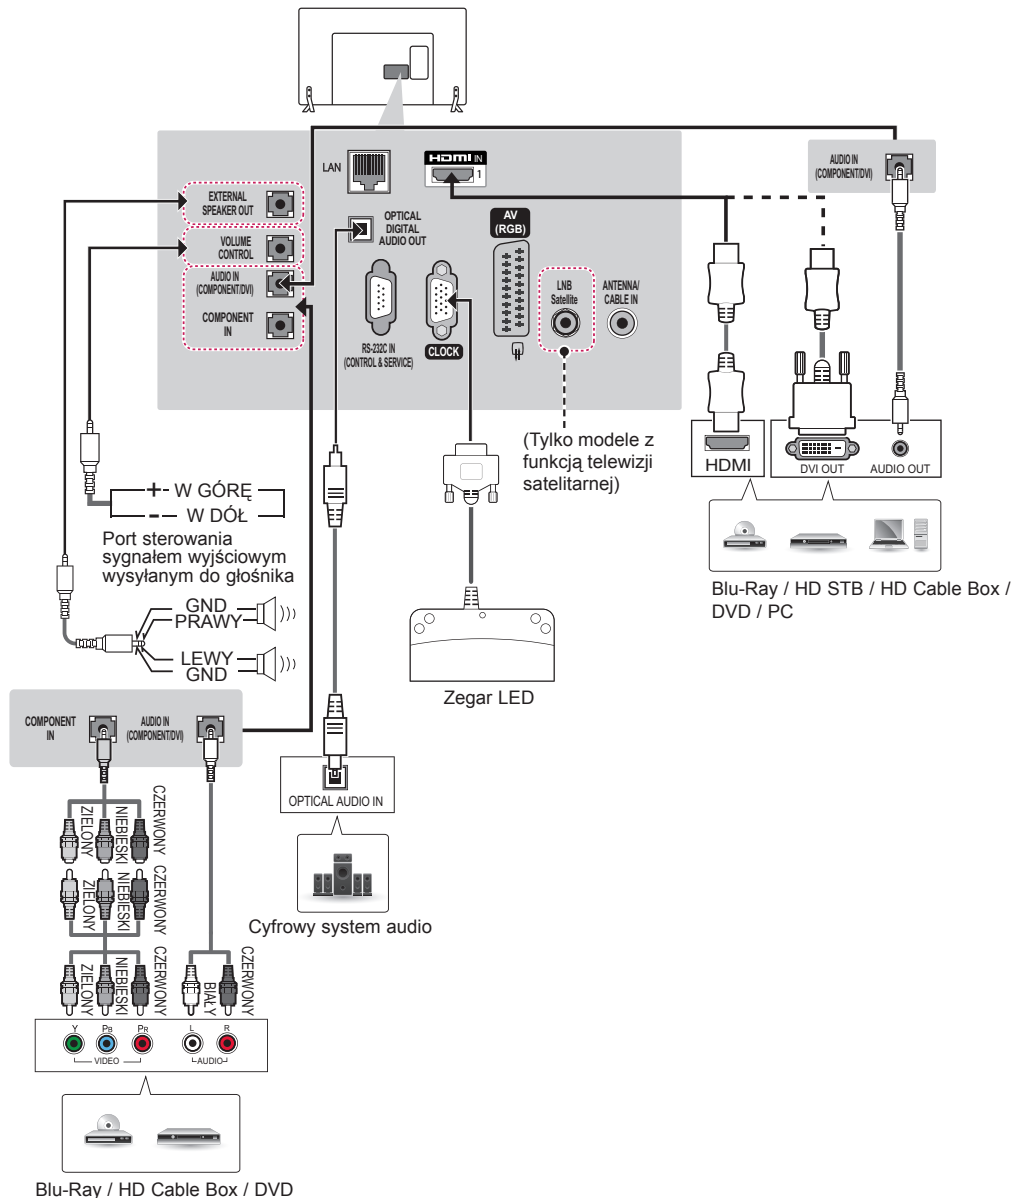 LAN
HDMI IN
1
AUDIO IN
(COMPONENT/DVI)
EXTERNAL
SPEAKER OUT
OPTICAL
DIGITAL
AUDIO OUT
AV
(RGB)
VOLUME
CONTROL
AUDIO IN
(COMPONENT/DVI)
COMPONENT
IN
LNB
Satellite
ANTENNA/
CABLE IN
RS-232C IN
(CONTROL & SERVICE)
CLOCK
(Tylko modele z
funkcją telewizji
satelitarnej)
HDMI
DVI OUT
AUDIO OUT
+
W GÓRĘ
-
W DÓŁ
Port sterowania
sygnałem wyjściowym
wysyłanym do głośnika
Blu-Ray / HD STB / HD Cable Box /
DVD / PC
GND
PRAWY
LEWY
GND
Zegar LED
COMPONENT
IN
AUDIO IN
(COMPONENT/DVI)
OPTICAL AUDIO IN
ZIELONY
NIEBIESKI
CZERWONY
ZIELONY
NIEBIESKI
CZERWONY
Cyfrowy system audio
ZIELONY
NIEBIESKI
CZERWONY
BIAŁY
CZERWONY
Y
PB
PR
L
R
VIDEO
AUDIO
Blu-Ray / HD Cable Box / DVD